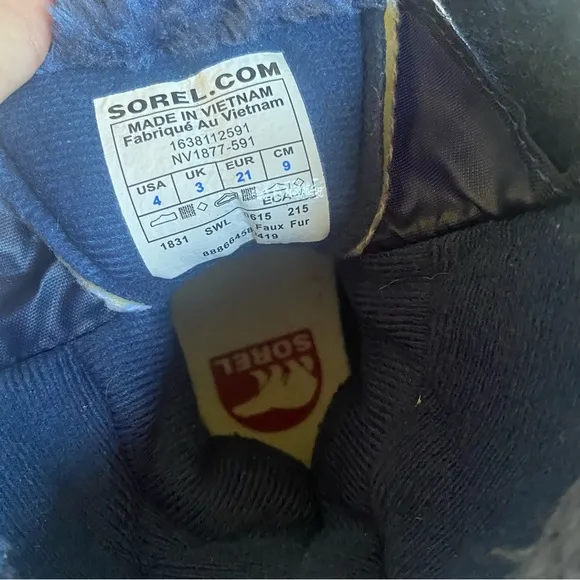 SOREL.COM
MADE IN VIETNAM
Fabriqué Au Vietnam
1638112591
NV1877-591
USA UK EUR CM
4 3 21 9
1831 215
Faux Fur
SOREL